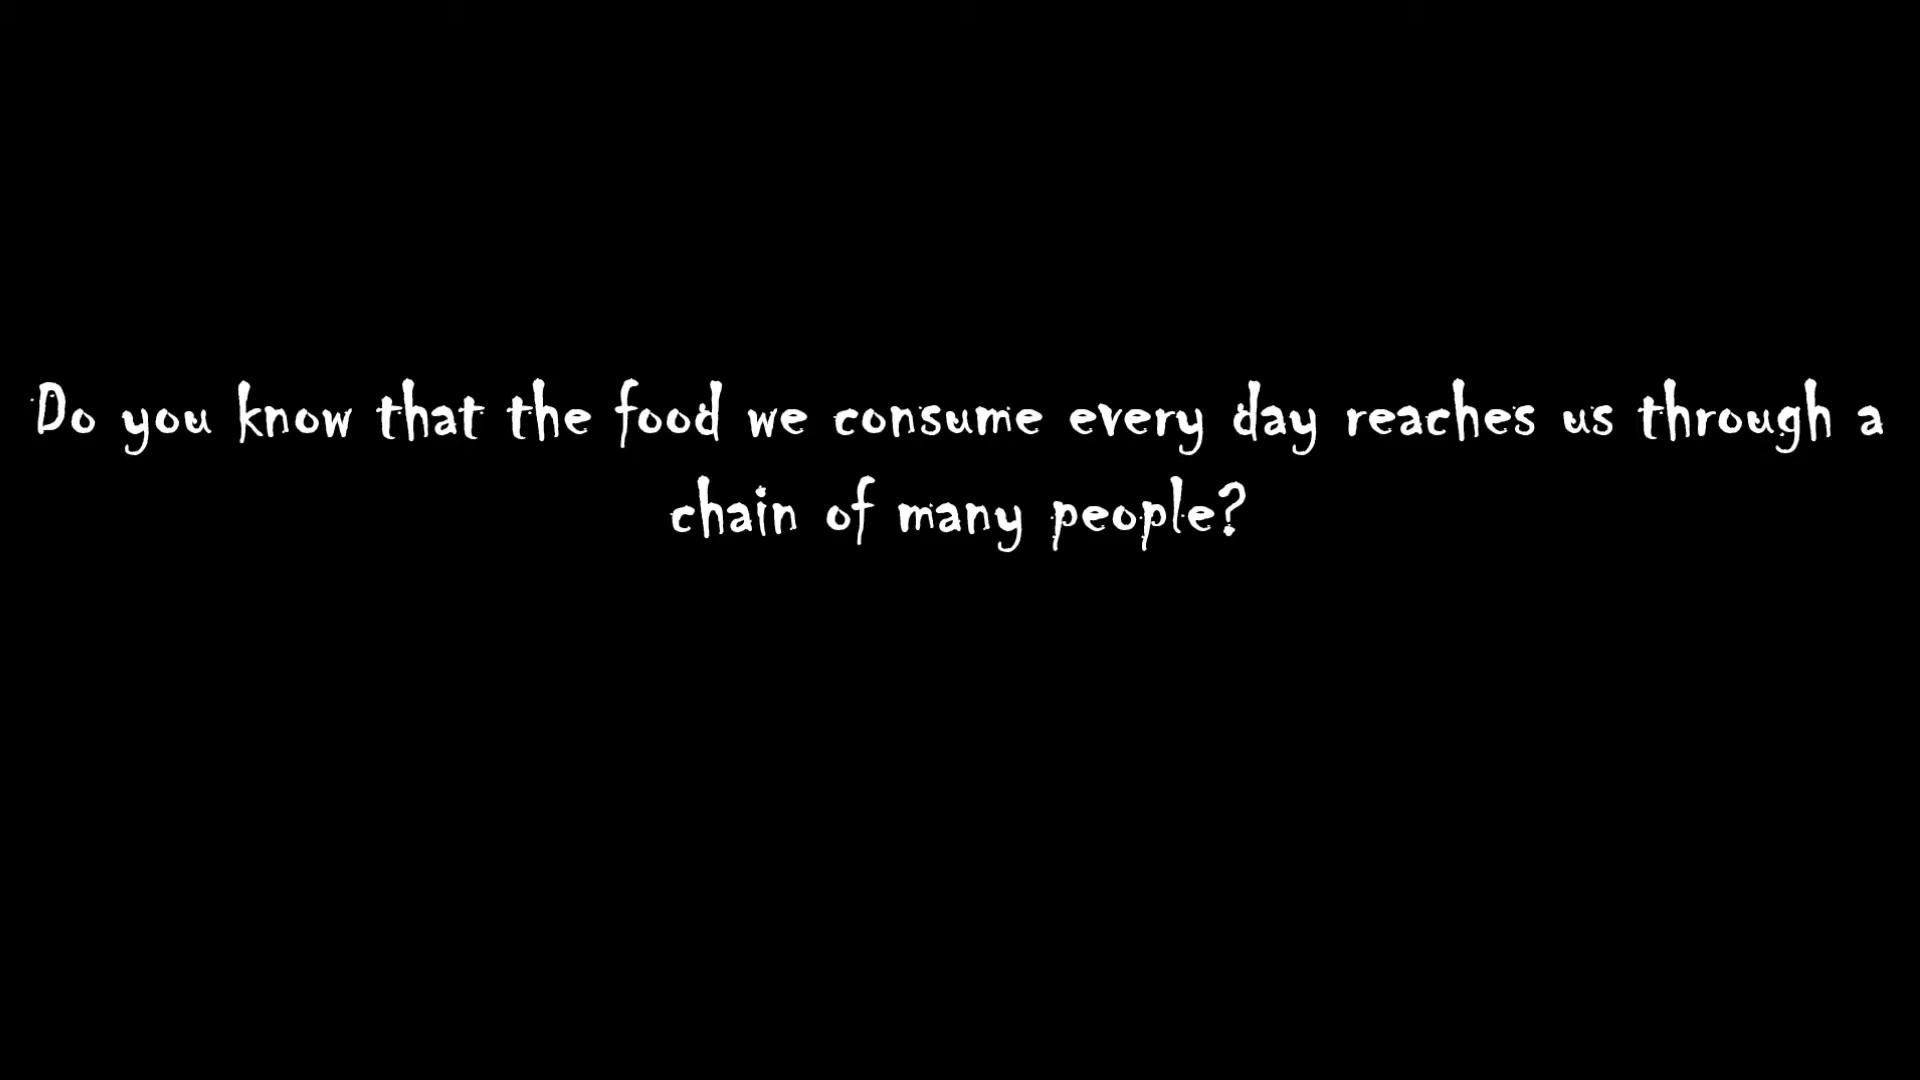 Do you know that the food we consume every day reaches us through a
chain of many people?